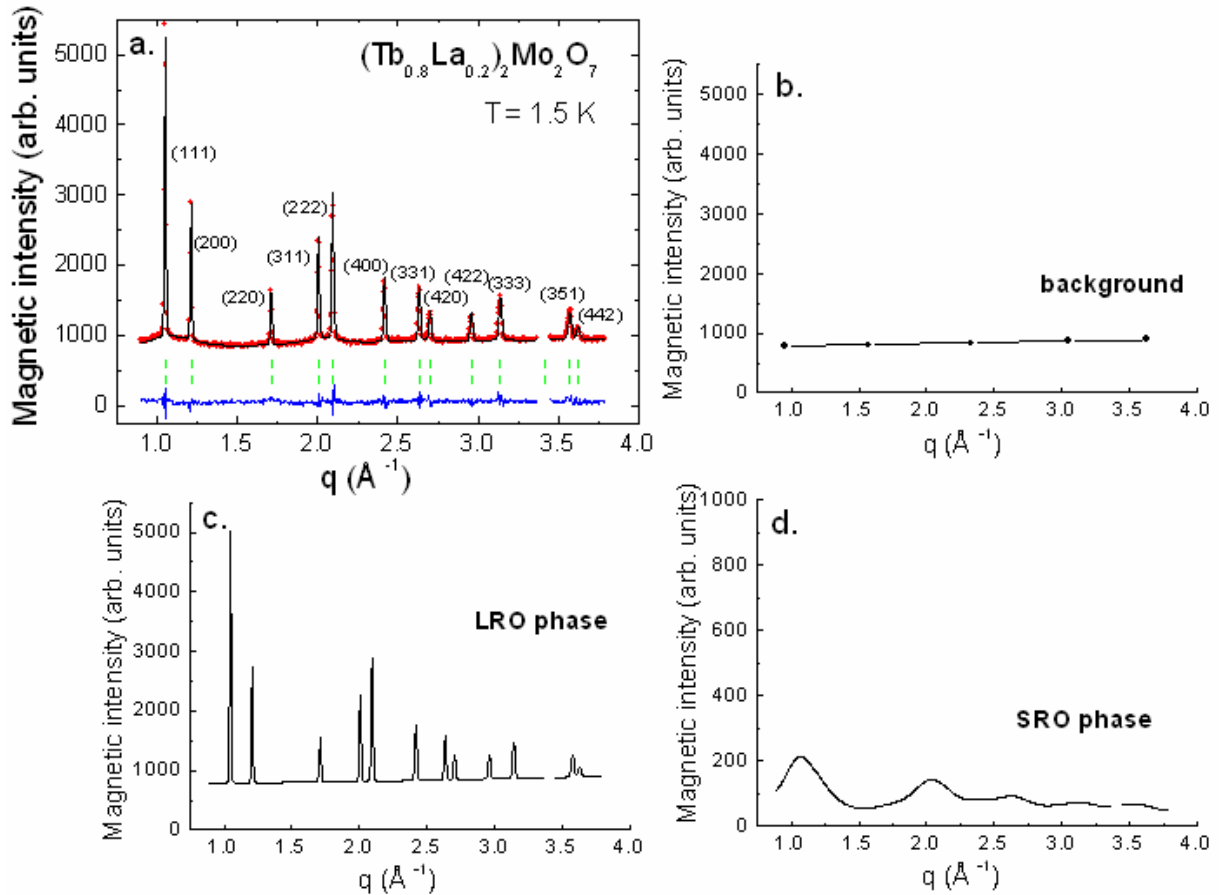 a.
(Tb0.8La0.2)2Mo2O7
T= 1.5 K
Magnetic intensity (arb. units)
5000
4000
3000
2000
1000
0
(111)
(200)
(220)
(311)
(222)
(400)
(331)
(420)
(422)
(333)
(351)
(442)
1.0 1.5 2.0 2.5 3.0 3.5 4.0
q (Å -1)
b.
Magnetic intensity (arb. units)
5000
4000
3000
2000
1000
0
background
1.0 1.5 2.0 2.5 3.0 3.5 4.0
q (Å -1)
c.
Magnetic intensity (arb. units)
5000
4000
3000
2000
1000
0
LRO phase
1.0 1.5 2.0 2.5 3.0 3.5 4.0
q (Å -1)
d.
Magnetic intensity (arb. units)
1000
800
600
400
200
0
SRO phase
1.0 1.5 2.0 2.5 3.0 3.5 4.0
q (Å -1)